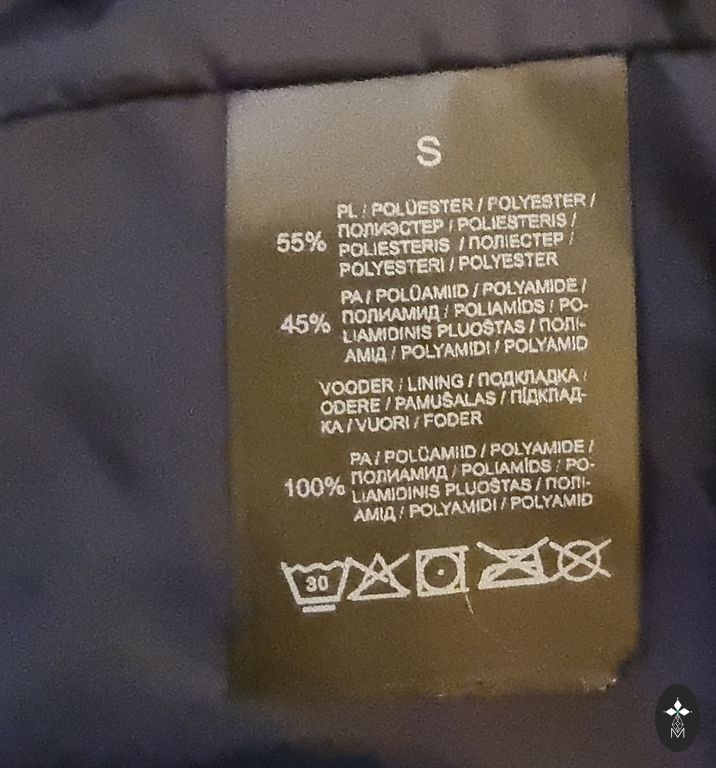 S
55% PL / POLÜESTER / POLYESTER /
ПОЛИЭСТЕР / POLIESTERIS /
POLIESTERIS / ПОЛІЕСТЕР /
POLYESTERI / POLYESTER
45% PA / POLÜAMIID / POLYAMIDE /
ПОЛИАМИД / POLIAMĪDS / PO-
LIAMIDINIS PLUOŠTAS / ПОЛІ-
АМІД / POLYAMIDI / POLYAMID
VOODER / LINING / ПОДКЛАДКА /
ODERE / PAMUŠALAS / ПІДКЛАД-
КА / VUORI / FODER
100% PA / POLÜAMIID / POLYAMIDE /
ПОЛИАМИД / POLIAMĪDS / PO-
LIAMIDINIS PLUOŠTAS / ПОЛІ-
АМІД / POLYAMIDI / POLYAMID
30
M